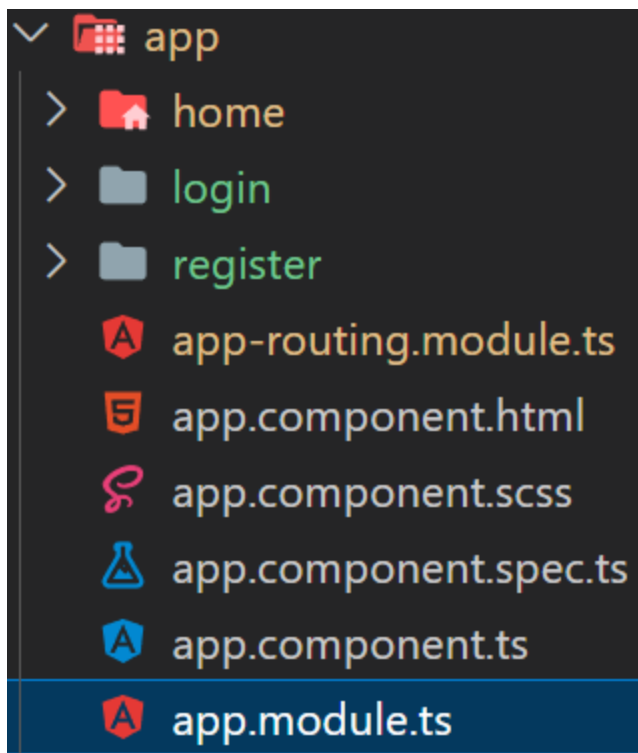 app
home
login
register
app-routing.module.ts
app.component.html
app.component.scss
app.component.spec.ts
app.component.ts
app.module.ts